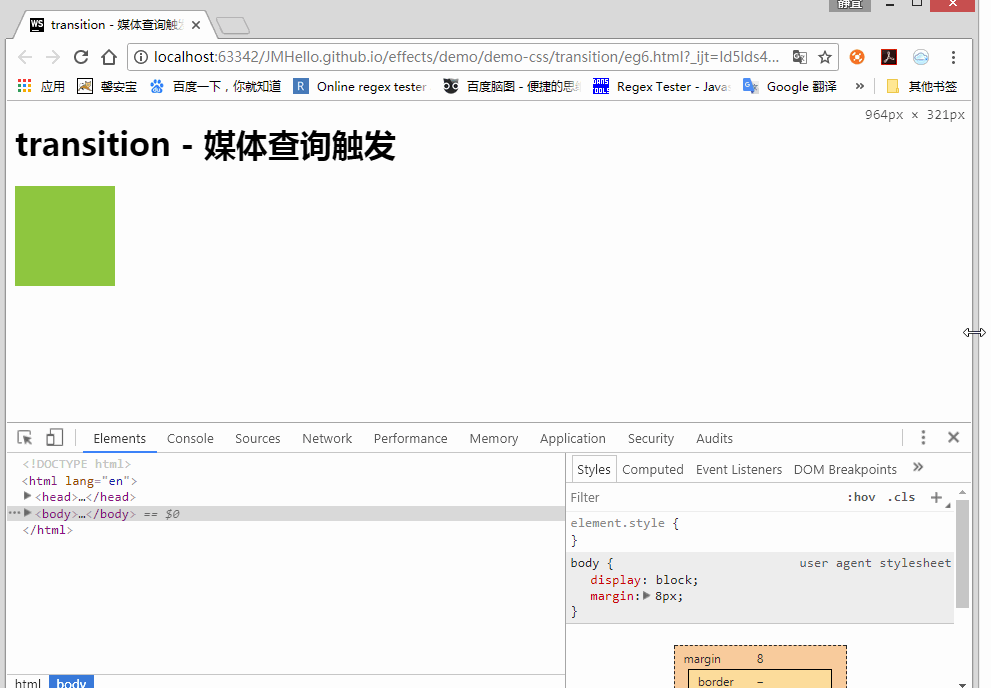 静宜
WS transition - 媒体查询触发
localhost:63342/JMHello.github.io/effects/demo/demo-css/transition/eg6.html?_ijt=ld5lds4...
应用 馨安宝 百度一下，你就知道 R Online regex tester 百度脑图 - 便捷的思 Regex Tester - Java Google 翻译 » 其他书签
964px × 321px
transition - 媒体查询触发
Elements Console Sources Network Performance Memory Application Security Audits
<!DOCTYPE html>
<html lang="en">
<head>…</head>
<body>…</body> == $0
</html>
html body
Styles Computed Event Listeners DOM Breakpoints »
Filter :hov .cls +
element.style {
}
body { user agent stylesheet
display: block;
margin: 8px;
}
margin 8
border –